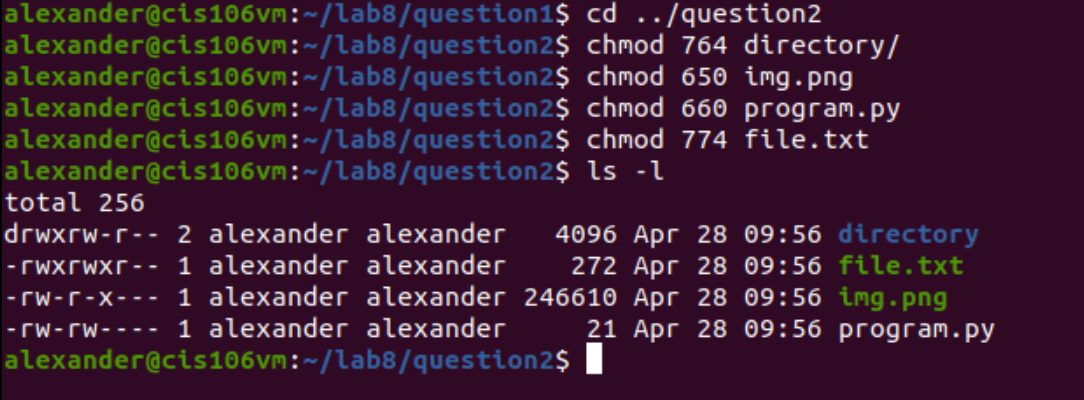 alexander@cis106vm:~/lab8/question1$ cd ../question2
alexander@cis106vm:~/lab8/question2$ chmod 764 directory/
alexander@cis106vm:~/lab8/question2$ chmod 650 img.png
alexander@cis106vm:~/lab8/question2$ chmod 660 program.py
alexander@cis106vm:~/lab8/question2$ chmod 774 file.txt
alexander@cis106vm:~/lab8/question2$ ls -l
total 256
drwxrw-r-- 2 alexander alexander   4096 Apr 28 09:56 directory
-rwxrwxr-- 1 alexander alexander    272 Apr 28 09:56 file.txt
-rw-r-x--- 1 alexander alexander 246610 Apr 28 09:56 img.png
-rw-rw---- 1 alexander alexander     21 Apr 28 09:56 program.py
alexander@cis106vm:~/lab8/question2$